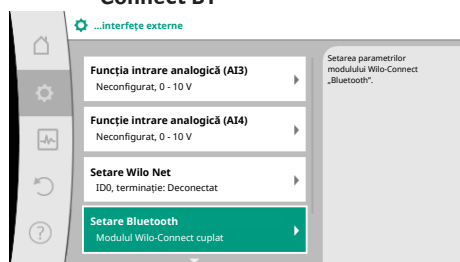 Connect BT
...interfețe externe
Funcția intrare analogică (AI3)
Neconfigurat, 0 - 10 V
Funcție intrare analogică (AI4)
Neconfigurat, 0 - 10 V
Setare Wilo Net
ID0, terminație: Deconectat
Setare Bluetooth
Modulul Wilo-Connect cuplat
Setarea parametrilor
modulului Wilo-Connect
„Bluetooth“.